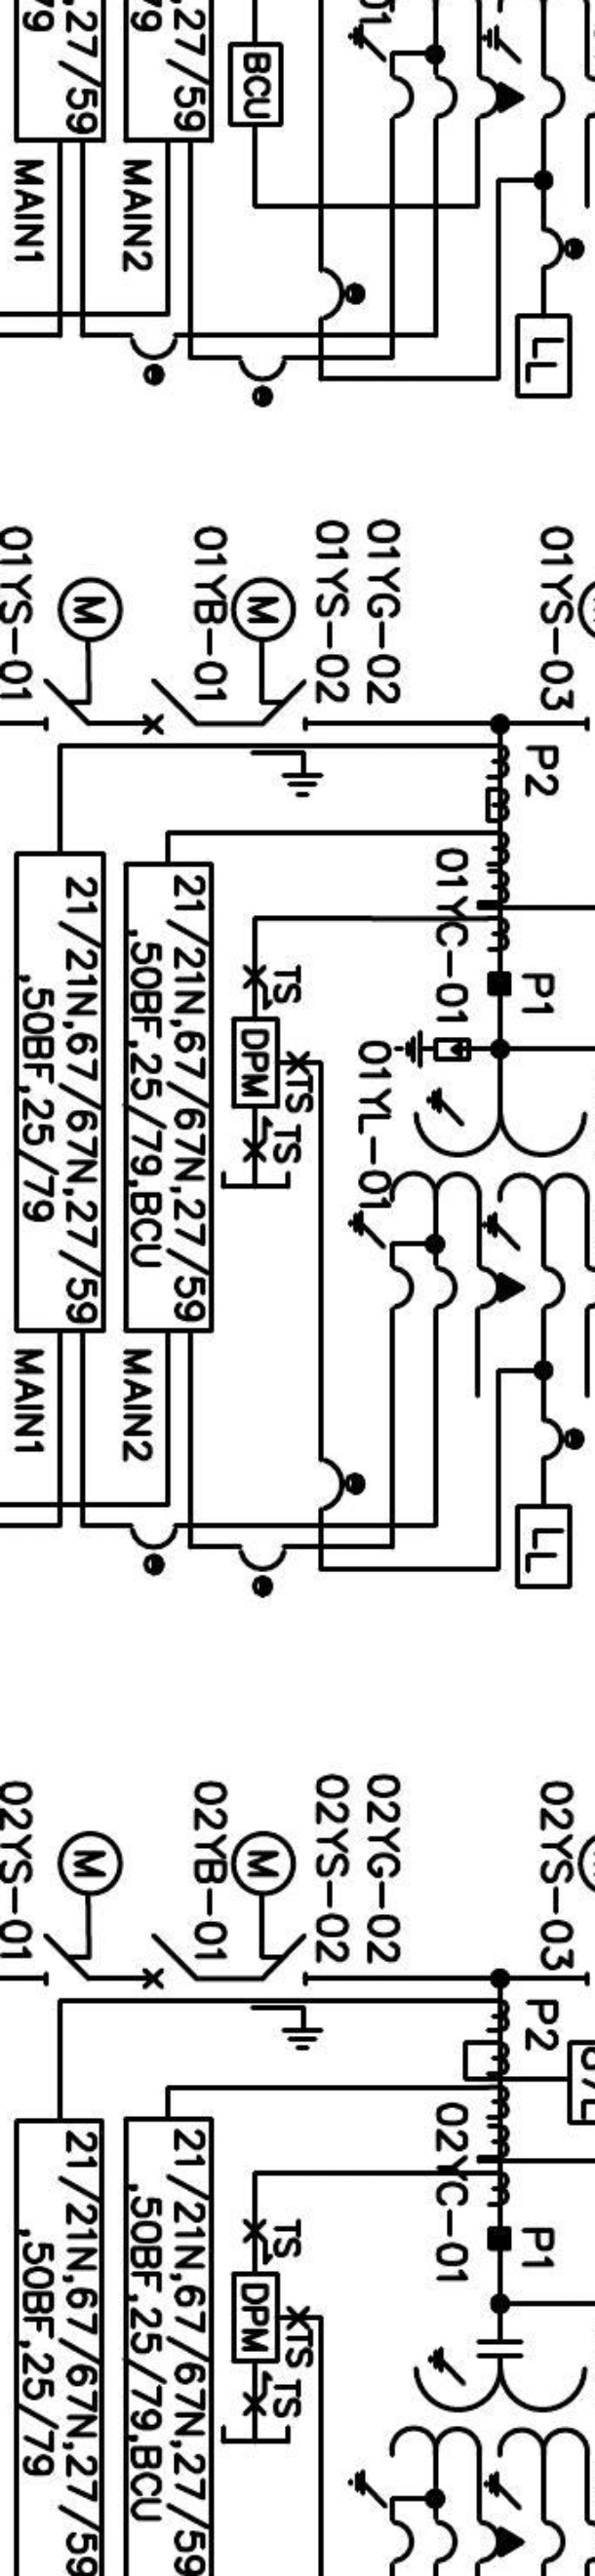 LL
BCU
,27/59
79
MAIN2
,27/59
79
MAIN1
01YS-03
P2
P1
01YG-02
01YC-01
01YS-02
M
01YL-01
TS
TS
TS
DPM
LL
01YB-01
21/21N,67/67N,27/59
,50BF,25/79,BCU
MAIN2
M
21/21N,67/67N,27/59
,50BF,25/79
MAIN1
01YS-01
02YS-03
P2
P1
02YG-02
02YC-01
02YS-02
M
TS
TS
TS
DPM
02YB-01
21/21N,67/67N,27/59
,50BF,25/79,BCU
M
21/21N,67/67N,27/59
,50BF,25/79
02YS-01